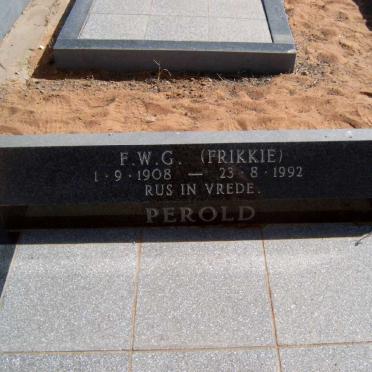 F.W.G. (FRIKKIE)
1·9·1908 — 23·8·1992
RUS IN VREDE.
PEROLD